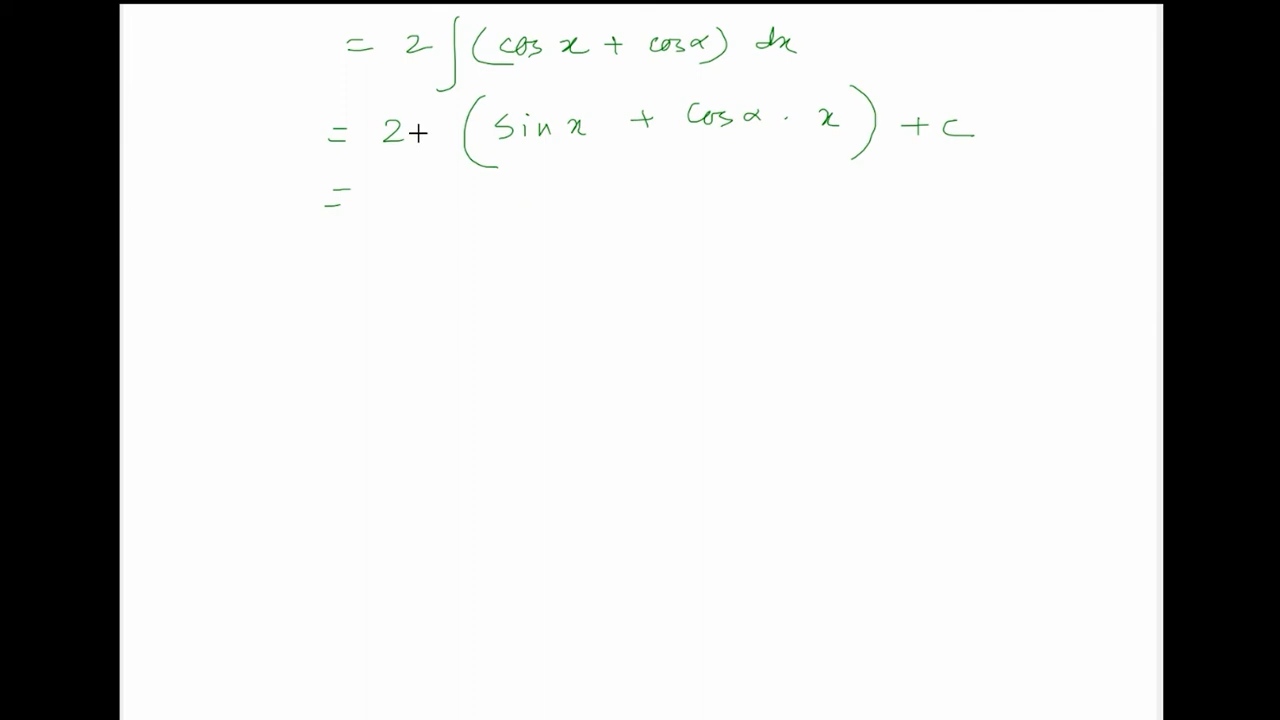 = 2 ∫ (cos x + cos α) dx
= 2 (sin x + cos α · x) + c
=